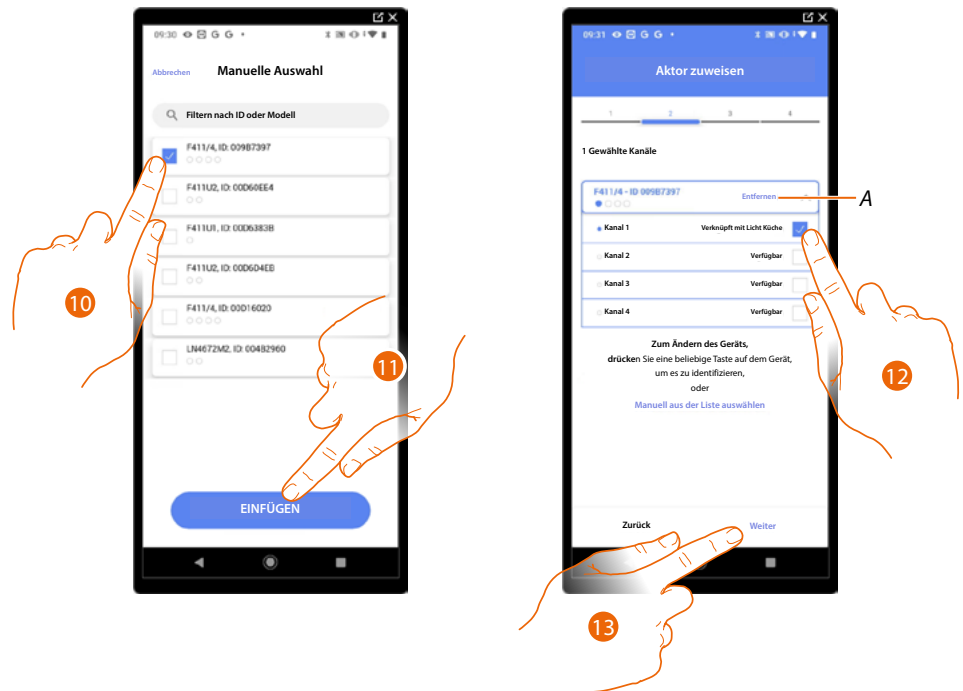 09:30 G G
Abbrechen Manuelle Auswahl
Filtern nach ID oder Modell
F411/4, ID: 009B7397
F411U2, ID: 00D60EE4
F411U1, ID: 00D6383B
F411U2, ID: 00D6D4EB
F411/4, ID: 00D16020
LN4672M2, ID: 00482960
EINFÜGEN
10
11
09:31 G G
Aktor zuweisen
1 2 3 4
1 Gewählte Kanäle
F411/4 - ID 009B7397 Entfernen
A
Kanal 1 Verknüpft mit Licht Küche
Kanal 2 Verfügbar
Kanal 3 Verfügbar
Kanal 4 Verfügbar
Zum Ändern des Geräts,
drücken Sie eine beliebige Taste auf dem Gerät,
um es zu identifizieren,
oder
Manuell aus der Liste auswählen
12
Zurück Weiter
13